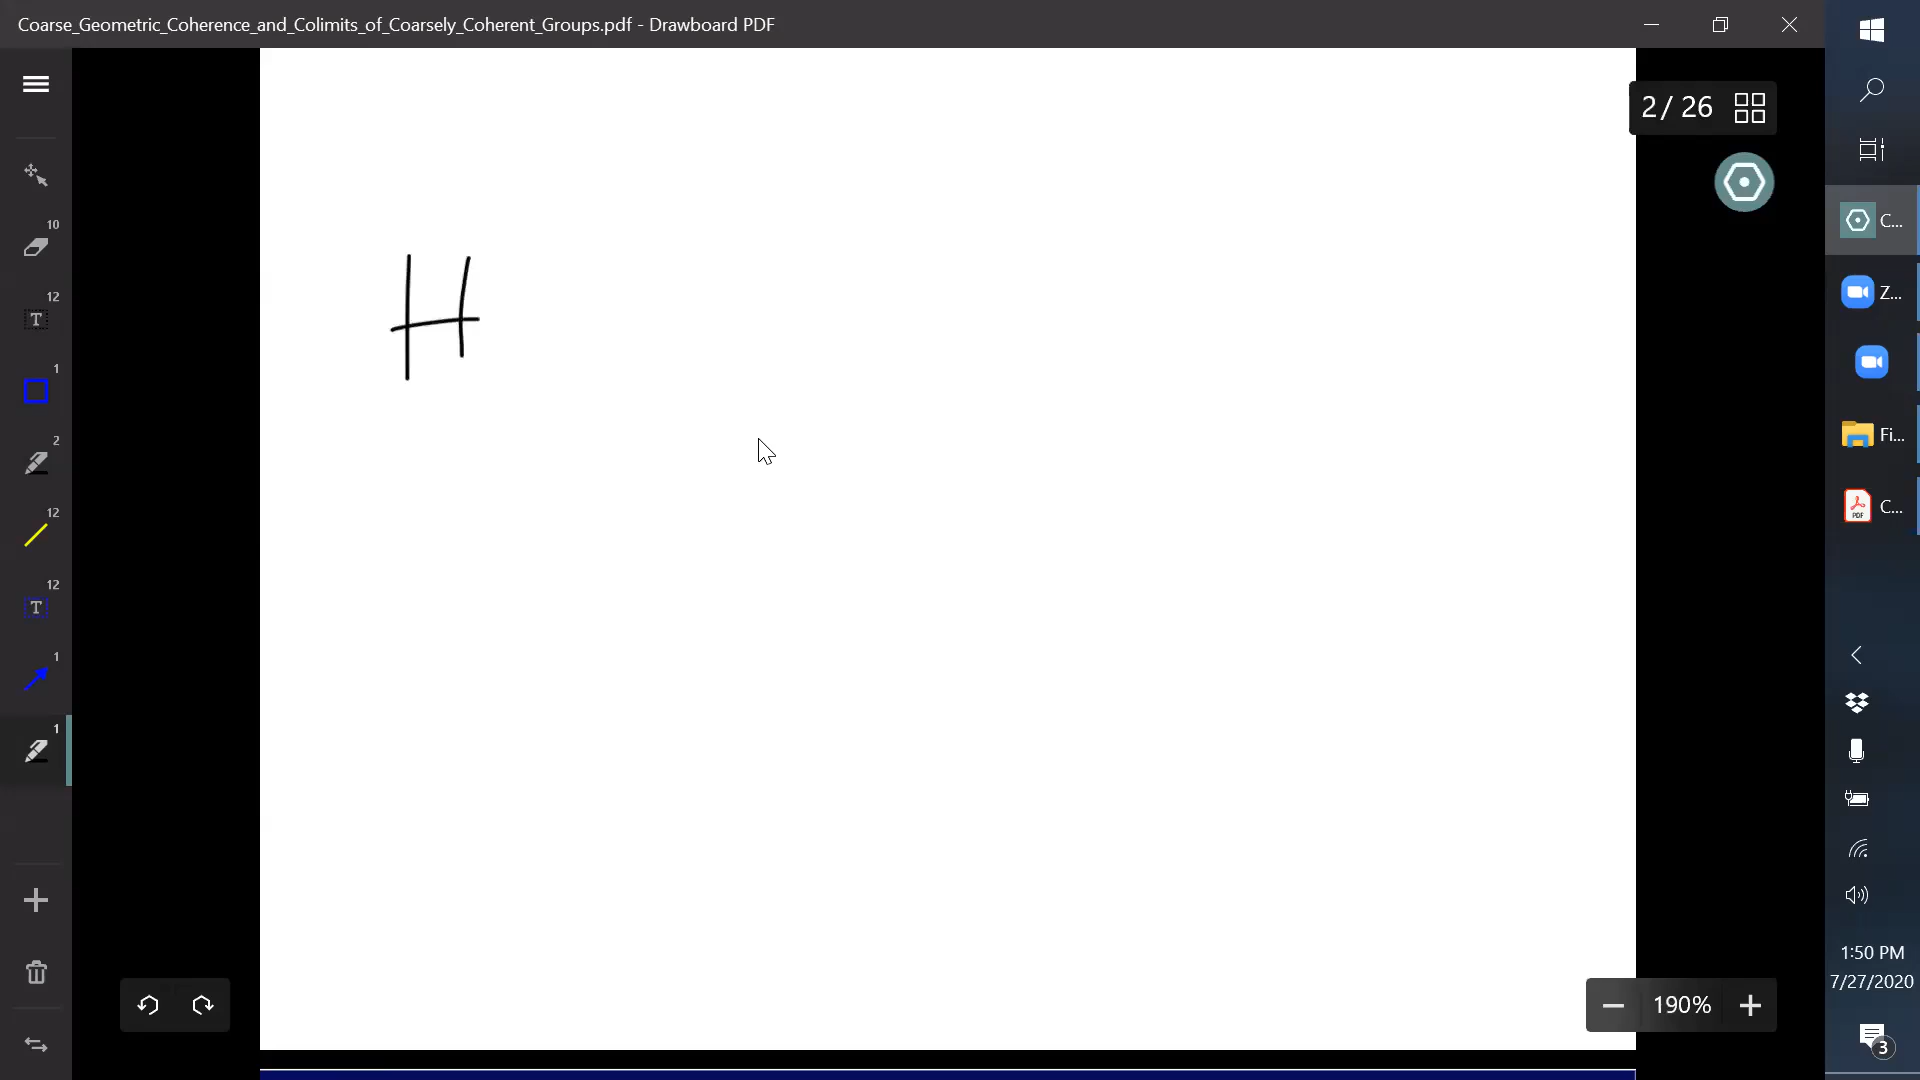 Coarse_Geometric_Coherence_and_Colimits_of_Coarsely_Coherent_Groups.pdf - Drawboard PDF
2 / 26
10
12
T
1
2
12
12
T
1
1
H
C...
Z...
Fi...
PDF
C...
190%
1:50 PM
7/27/2020
3